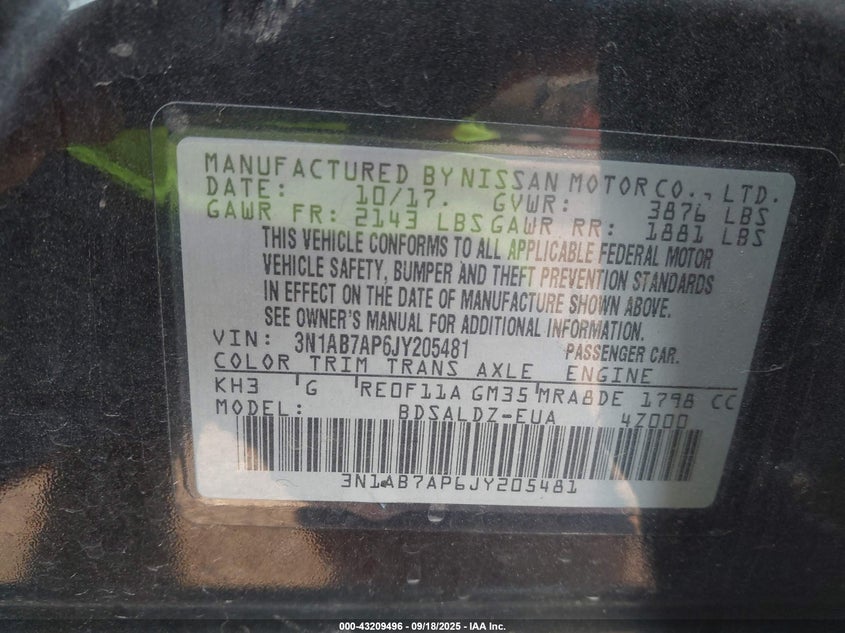 MANUFACTURED BY NISSAN MOTOR CO., LTD.
DATE: 10/17. GVWR: 3876 LBS
GAWR FR: 2143 LBS GAWR RR: 1881 LBS
THIS VEHICLE CONFORMS TO ALL APPLICABLE FEDERAL MOTOR
VEHICLE SAFETY, BUMPER AND THEFT PREVENTION STANDARDS
IN EFFECT ON THE DATE OF MANUFACTURE SHOWN ABOVE.
SEE OWNER'S MANUAL FOR ADDITIONAL INFORMATION.
VIN: 3N1AB7AP6JY205481 PASSENGER CAR.
COLOR TRIM TRANS AXLE ENGINE
KH3 'G 'RE0F11A GM35'MRA8DE 1798 CC
MODEL: BDSALDZ-EUA 4Z000
3N1AB7AP6JY205481
000-43209496 - 09/18/2025 - IAA Inc.